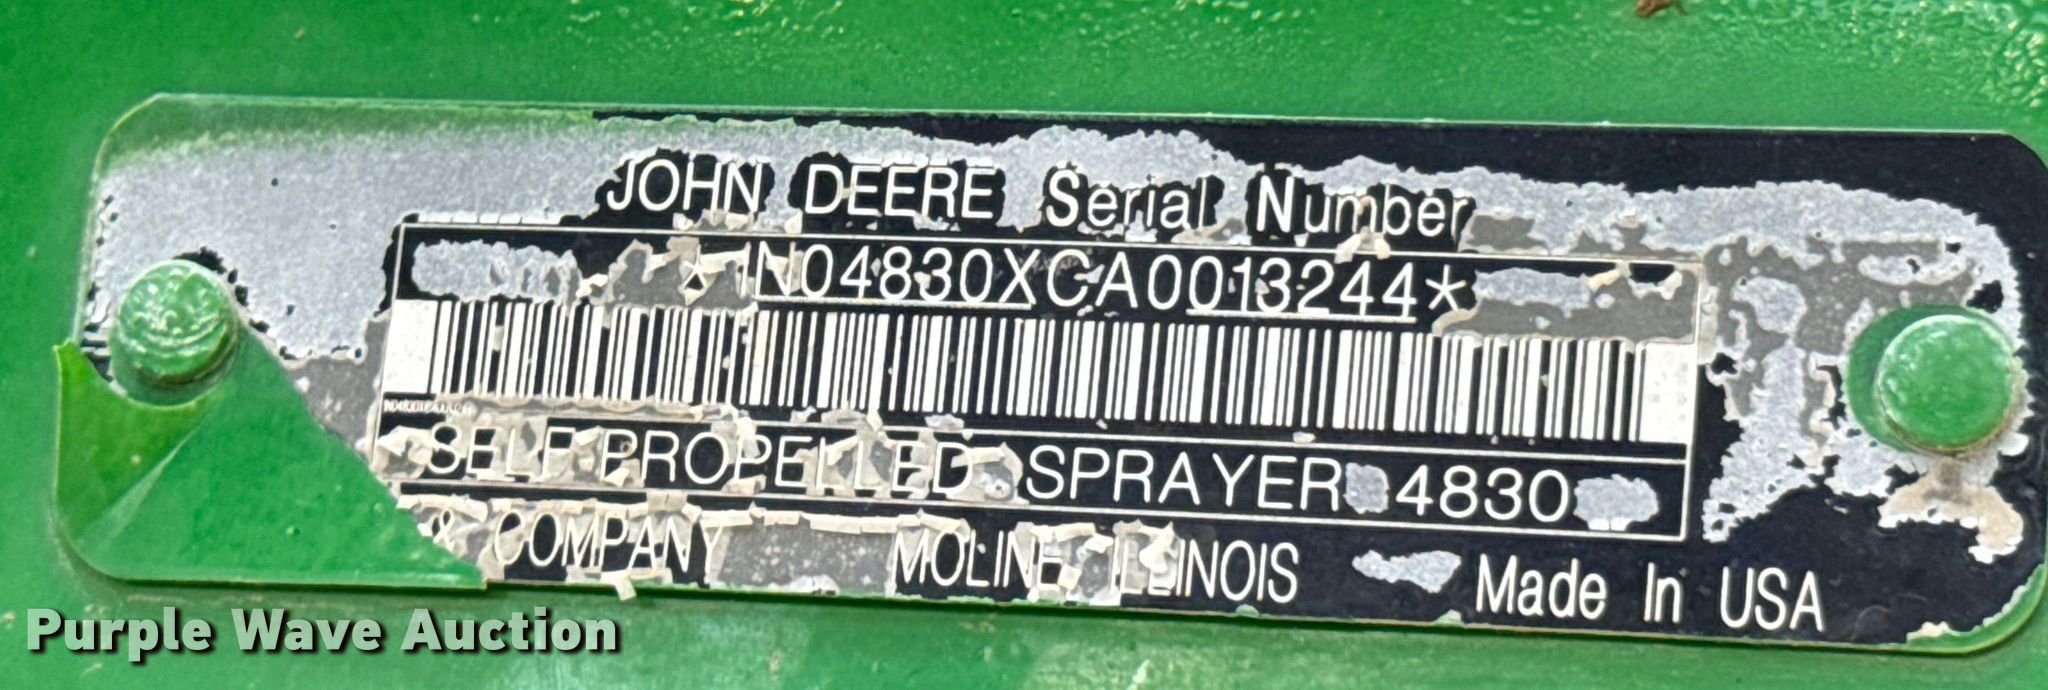 JOHN DEERE Serial Number
*1N04830XCA0013244*
SELF PROPELLED SPRAYER 4830
& COMPANY MOLINE, ILLINOIS Made In USA
Purple Wave Auction